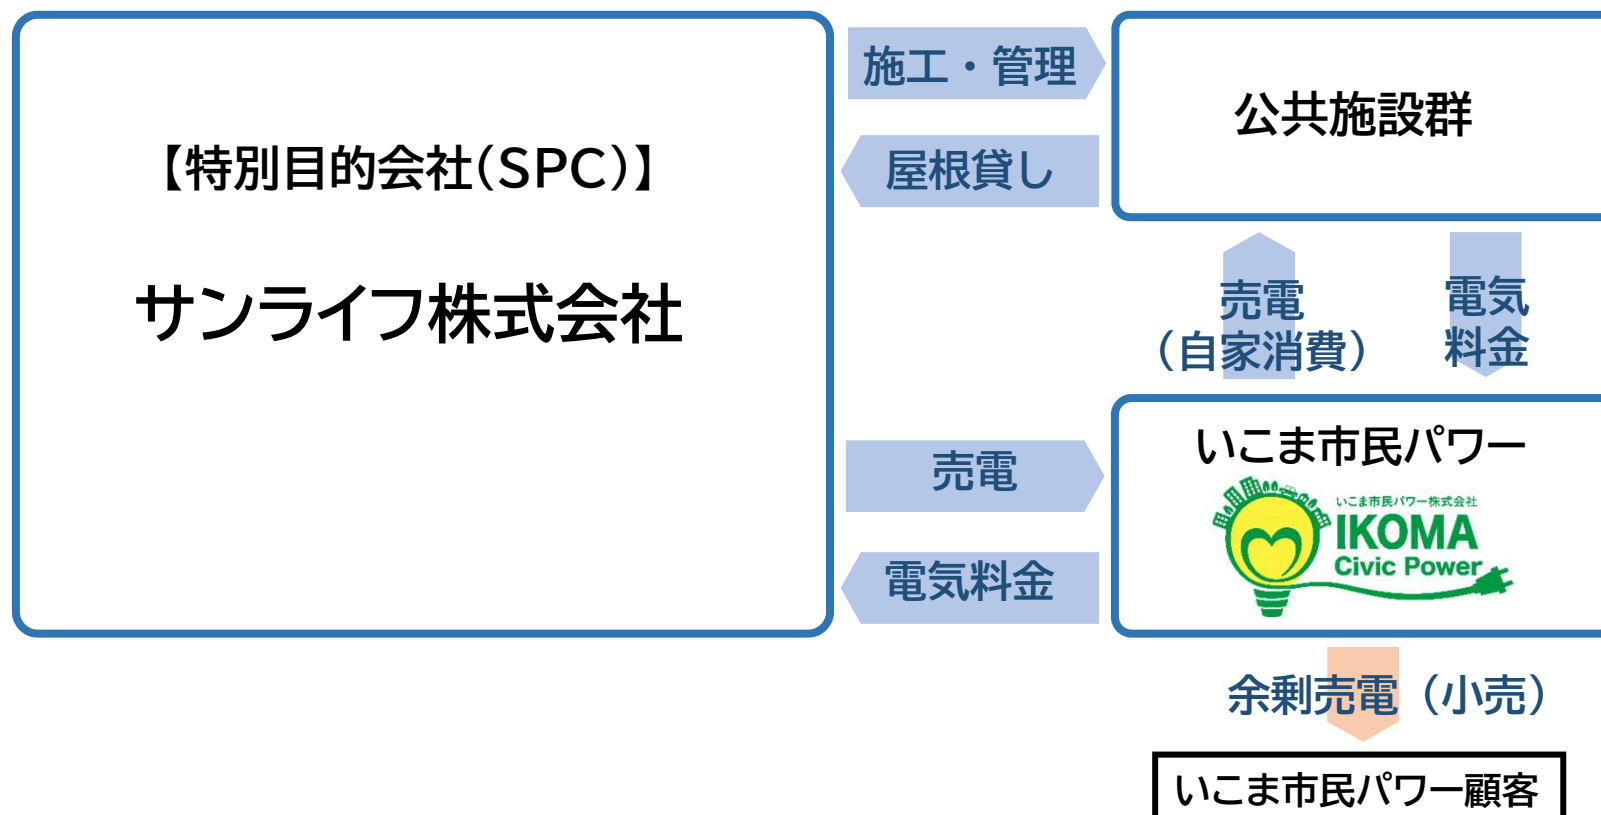 【特別目的会社(SPC)】
サンライフ株式会社
施工・管理
屋根貸し
公共施設群
売電
（自家消費）
電気
料金
売電
電気料金
いこま市民パワー
いこま市民パワー株式会社
IKOMA
Civic Power
余剰売電（小売）
いこま市民パワー顧客